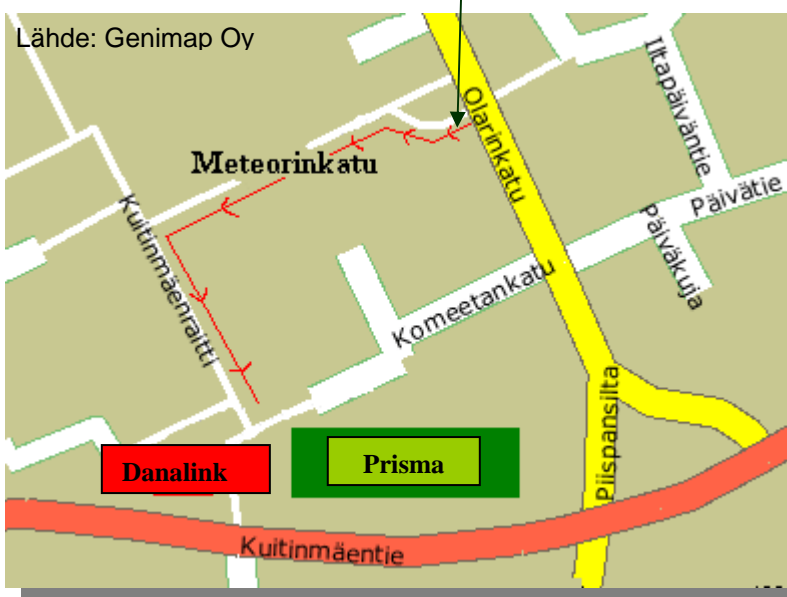 Lähde: Genimap Oy
Olarinkatu
Iltapäiväntie
Meteorinkatu
Päivätie
Kuitinmäenraitti
Päiväkuja
Komeetankatu
Piispansilta
Danalink
Prisma
Kuitinmäentie